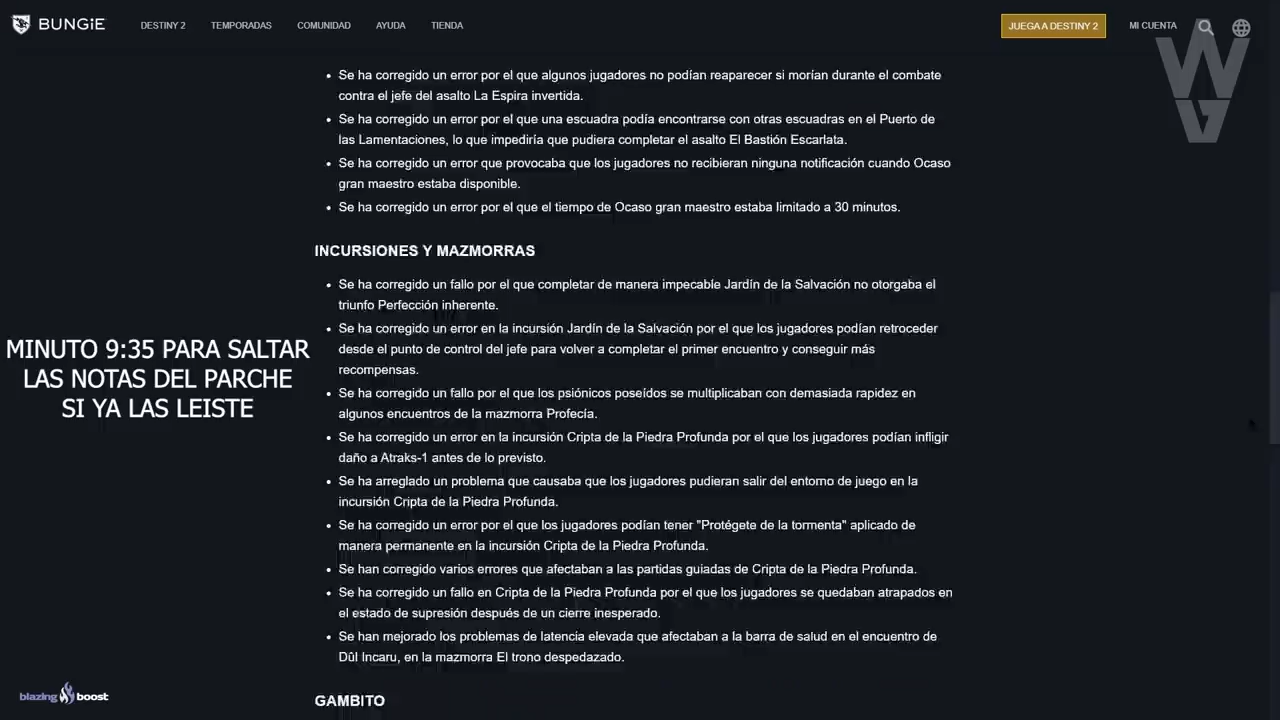 BUNGiE
DESTINY 2
TEMPORADAS
COMUNIDAD
AYUDA
TIENDA
JUEGA A DESTINY 2
MI CUENTA
• Se ha corregido un error por el que algunos jugadores no podían reaparecer si morían durante el combate
contra el jefe del asalto La Espira invertida.
• Se ha corregido un error por el que una escuadra podía encontrarse con otras escuadras en el Puerto de
las Lamentaciones, lo que impediría que pudiera completar el asalto El Bastión Escarlata.
• Se ha corregido un error que provocaba que los jugadores no recibieran ninguna notificación cuando Ocaso
gran maestro estaba disponible.
• Se ha corregido un error por el que el tiempo de Ocaso gran maestro estaba limitado a 30 minutos.
INCURSIONES Y MAZMORRAS
• Se ha corregido un fallo por el que completar de manera impecable Jardín de la Salvación no otorgaba el
triunfo Perfección inherente.
• Se ha corregido un error en la incursión Jardín de la Salvación por el que los jugadores podían retroceder
desde el punto de control del jefe para volver a completar el primer encuentro y conseguir más
recompensas.
• Se ha corregido un fallo por el que los psiónicos poseídos se multiplicaban con demasiada rapidez en
algunos encuentros de la mazmorra Profecía.
• Se ha corregido un error en la incursión Cripta de la Piedra Profunda por el que los jugadores podían infligir
daño a Atraks-1 antes de lo previsto.
• Se ha arreglado un problema que causaba que los jugadores pudieran salir del entorno de juego en la
incursión Cripta de la Piedra Profunda.
• Se ha corregido un error por el que los jugadores podían tener "Protégete de la tormenta" aplicado de
manera permanente en la incursión Cripta de la Piedra Profunda.
• Se han corregido varios errores que afectaban a las partidas guiadas de Cripta de la Piedra Profunda.
• Se ha corregido un fallo en Cripta de la Piedra Profunda por el que los jugadores se quedaban atrapados en
el estado de supresión después de un cierre inesperado.
• Se han mejorado los problemas de latencia elevada que afectaban a la barra de salud en el encuentro de
Dûl Incaru, en la mazmorra El trono despedazado.
GAMBITO
MINUTO 9:35 PARA SALTAR
LAS NOTAS DEL PARCHE
SI YA LAS LEISTE
blazing boost
WG